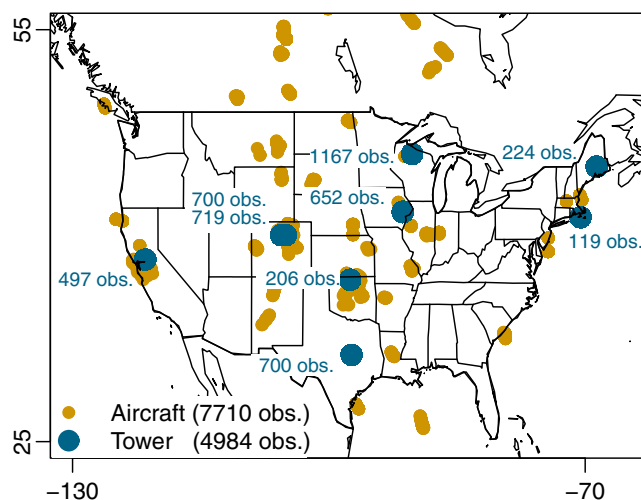 55
1167 obs.
224 obs.
700 obs.
652 obs.
719 obs.
119 obs.
497 obs.
206 obs.
700 obs.
Aircraft (7710 obs.)
Tower (4984 obs.)
25
−130
−70